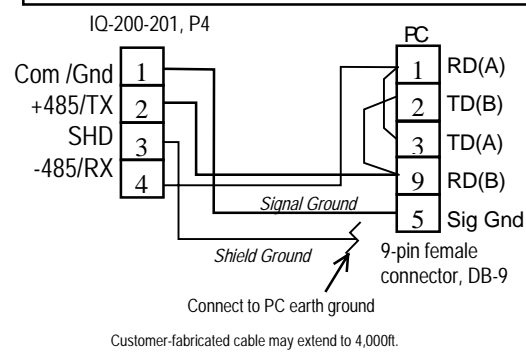 IQ-200-201, P4
PC
Com /Gnd 1
+485/TX 2
SHD 3
-485/RX 4
1 RD(A)
2 TD(B)
3 TD(A)
9 RD(B)
5 Sig Gnd
Signal Ground
Shield Ground
9-pin female
connector, DB-9
Connect to PC earth ground
Customer-fabricated cable may extend to 4,000ft.